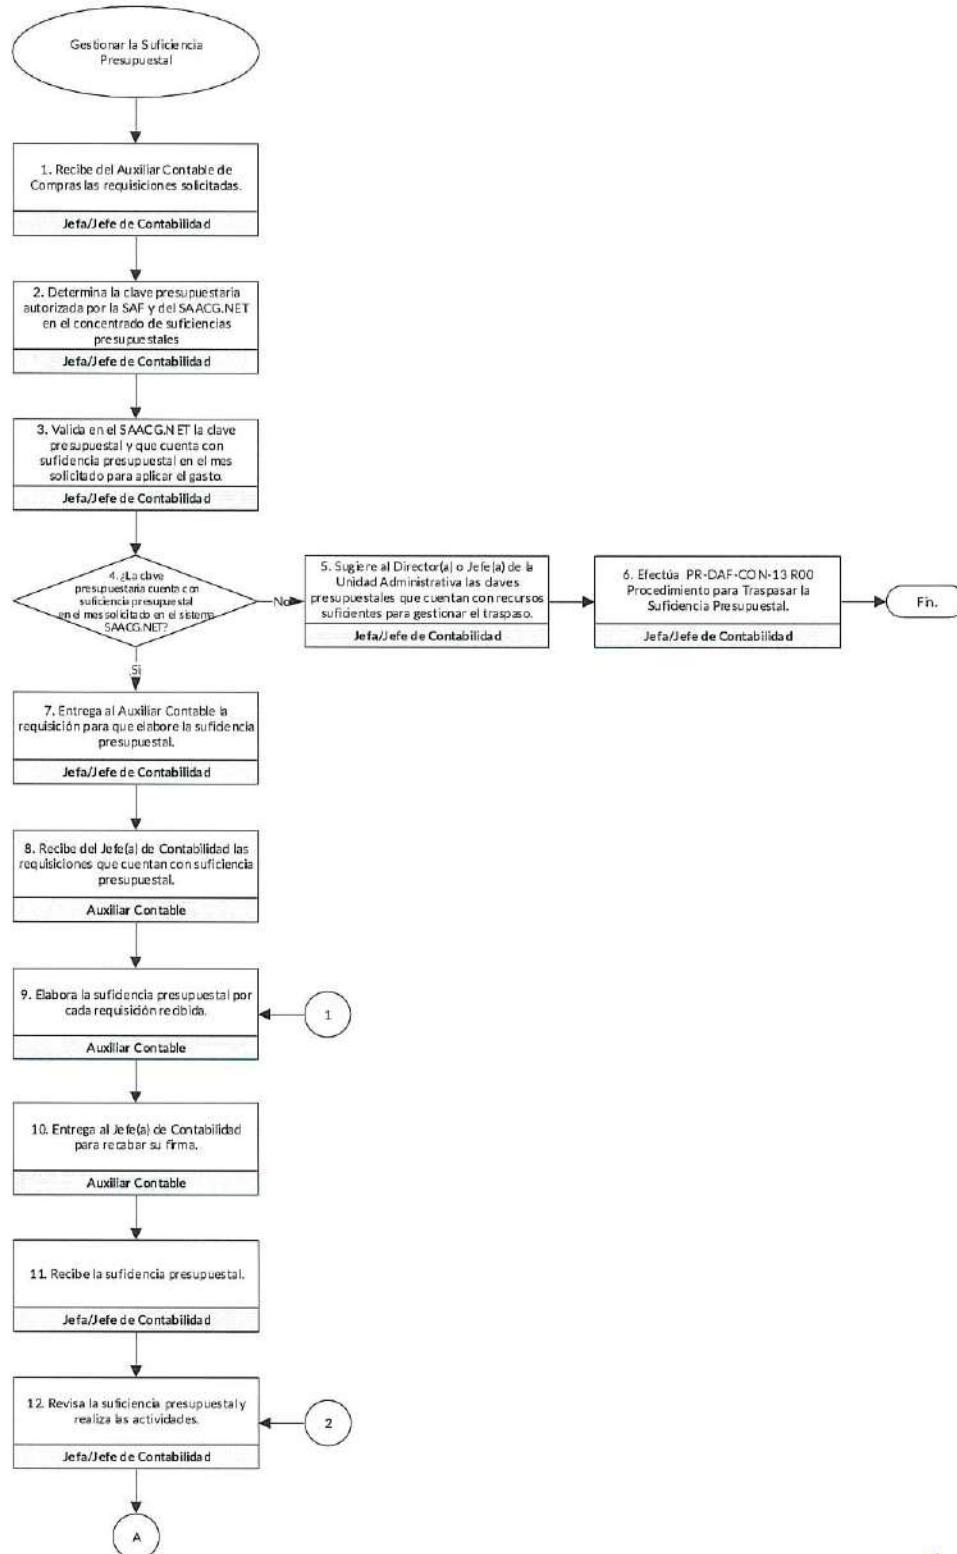 Gestionar la Suficiencia
Presupuestal
1. Recibe del Auxiliar Contable de
Compras las requisiciones solicitadas.
Jefa/Jefe de Contabilidad
2. Determina la clave presupuestaria
autorizada por la SAF y del SAACG.NET
en el concentrado de suficiencias
presupuestales
Jefa/Jefe de Contabilidad
3. Valida en el SAACG.NET la clave
presupuestal y que cuenta con
suficiencia presupuestal en el mes
solicitado para aplicar el gasto.
Jefa/Jefe de Contabilidad
4. ¿La clave
presupuestaria cuenta con
suficiencia presupuestal
en el mes solicitado en el sistema
SAACG.NET?
No
5. Sugiere al Director(a) o Jefe(a) de la
Unidad Administrativa las claves
presupuestales que cuentan con recursos
suficientes para gestionar el traspaso.
Jefa/Jefe de Contabilidad
6. Efectúa PR-DAF-CON-13 R00
Procedimiento para Traspasar la
Suficiencia Presupuestal.
Jefa/Jefe de Contabilidad
Fin.
Si
7. Entrega al Auxiliar Contable la
requisición para que elabore la suficiencia
presupuestal.
Jefa/Jefe de Contabilidad
8. Recibe del Jefe(a) de Contabilidad las
requisiciones que cuentan con suficiencia
presupuestal.
Auxiliar Contable
9. Elabora la suficiencia presupuestal por
cada requisición recibida.
Auxiliar Contable
1
10. Entrega al Jefe(a) de Contabilidad
para recabar su firma.
Auxiliar Contable
11. Recibe la suficiencia presupuestal.
Jefa/Jefe de Contabilidad
12. Revisa la suficiencia presupuestal y
realiza las actividades.
Jefa/Jefe de Contabilidad
2
A